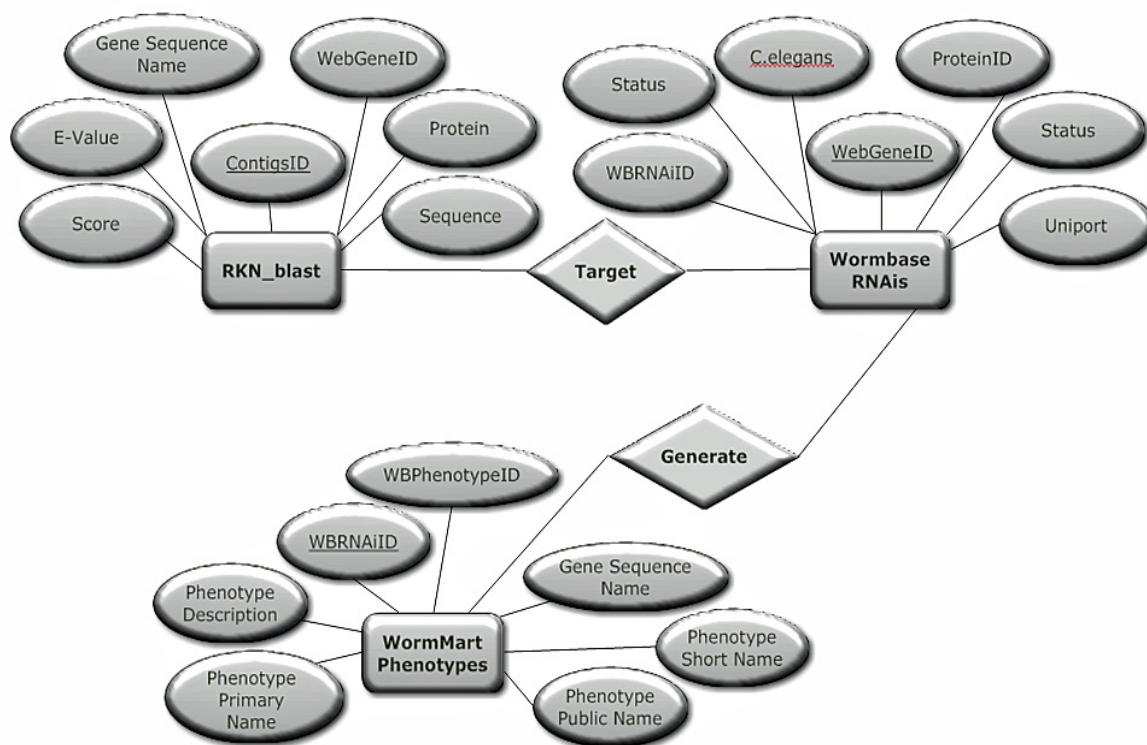 Gene Sequence
Name
WebGeneID
E-Value
ContiqsID
Protein
Score
Sequence
RKN_blast
Target
Status
C.elegans
ProteinID
WBRNAiID
WebGeneID
Status
Uniport
Wormbase
RNAis
Generate
WBPhenotypeID
WBRNAiID
Phenotype
Description
Gene Sequence
Name
WormMart
Phenotypes
Phenotype
Short Name
Phenotype
Primary
Name
Phenotype
Public Name